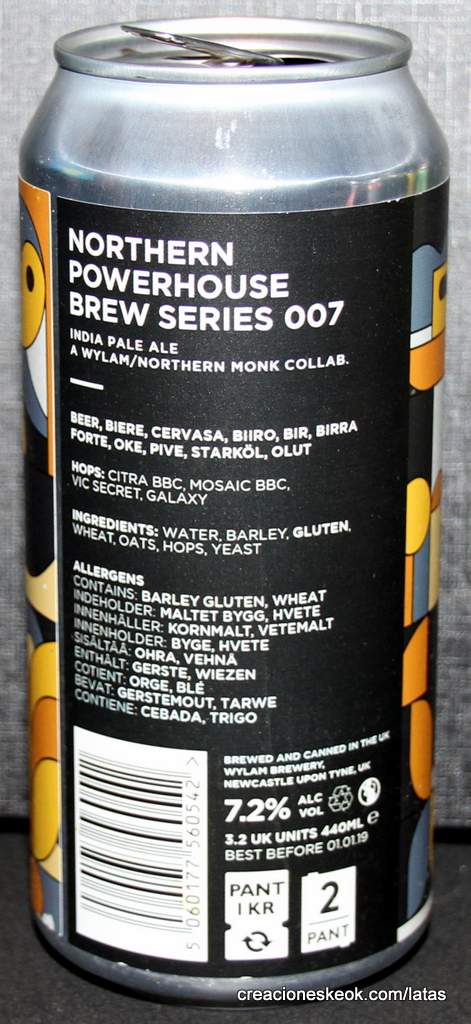 NORTHERN
POWERHOUSE
BREW SERIES 007
INDIA PALE ALE
A WYLAM/NORTHERN MONK COLLAB.
BEER, BIERE, CERVASA, BIIRO, BIR, BIRRA
FORTE, OKE, PIVE, STARKÖL, OLUT
HOPS: CITRA BBC, MOSAIC BBC,
VIC SECRET, GALAXY
INGREDIENTS: WATER, BARLEY, GLUTEN,
WHEAT, OATS, HOPS, YEAST
ALLERGENS
CONTAINS: BARLEY GLUTEN, WHEAT
INDEHOLDER: MALTET BYGG, HVETE
INNENHÄLLER: KORNMALT, VETEMALT
INNENHOLDER: BYGE, HVETE
SISÄLTÄÄ: OHRA, VEHNÄ
ENTHÄLT: GERSTE, WIEZEN
COTIENT: ORGE, BLÉ
BEVAT: GERSTEMOUT, TARWE
CONTIENE: CEBADA, TRIGO
5 060177 560542 >
BREWED AND CANNED IN THE UK
WYLAM BREWERY,
NEWCASTLE UPON TYNE, UK
7.2% ALC VOL
3.2 UK UNITS 440ML e
BEST BEFORE 01.01.19
PANT
1 KR
2
PANT
creacioneskeok.com/latas